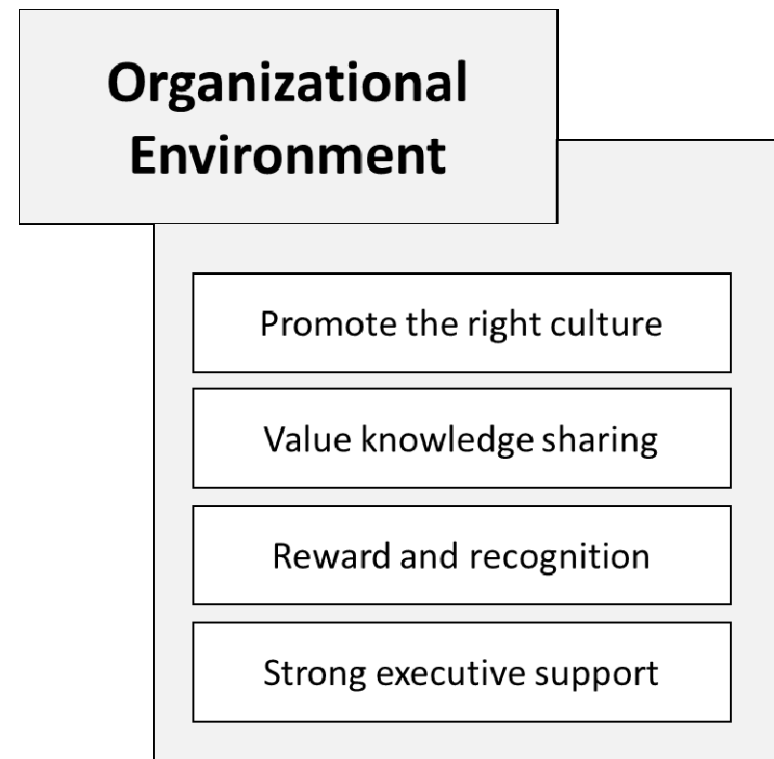 Organizational
Environment
Promote the right culture
Value knowledge sharing
Reward and recognition
Strong executive support